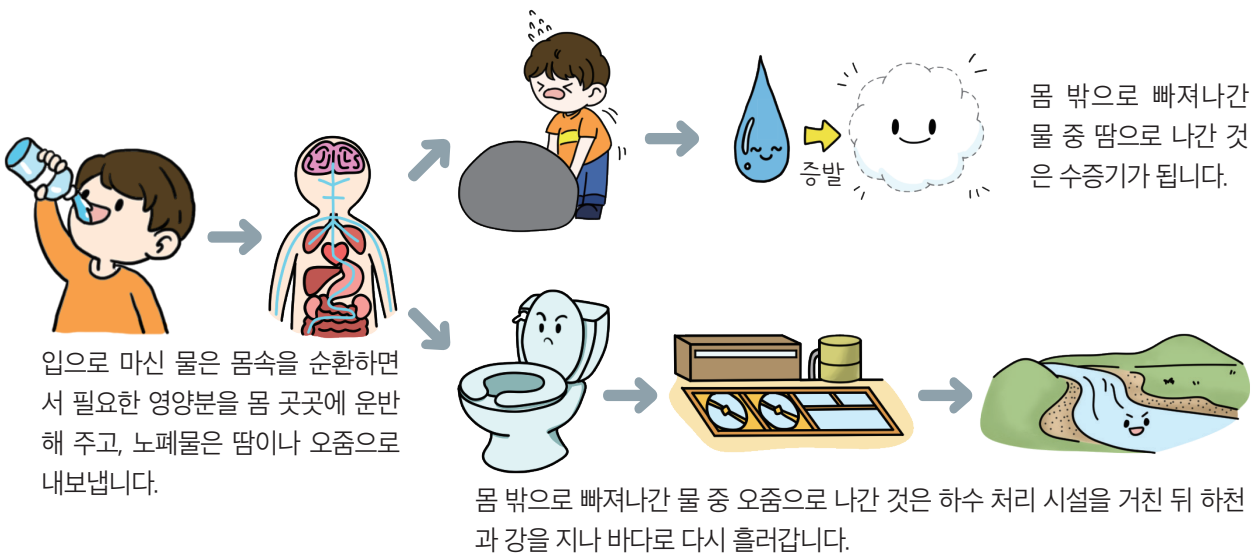 몸 밖으로 빠져나간
물 중 땀으로 나간 것
은 수증기가 됩니다.
증발
입으로 마신 물은 몸속을 순환하면
서 필요한 영양분을 몸 곳곳에 운반
해 주고, 노폐물은 땀이나 오줌으로
내보냅니다.
몸 밖으로 빠져나간 물 중 오줌으로 나간 것은 하수 처리 시설을 거친 뒤 하천
과 강을 지나 바다로 다시 흘러갑니다.